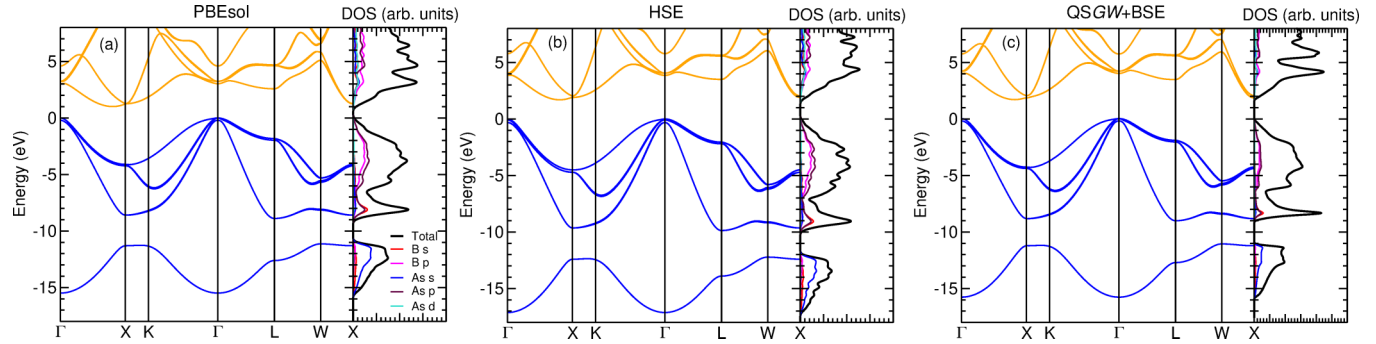 PBEsol DOS (arb. units)
(a)
Energy (eV)
5
0
-5
-10
-15
Total
B s
B p
As s
As p
As d
Γ X K Γ L W X
HSE DOS (arb. units)
(b)
Energy (eV)
5
0
-5
-10
-15
Γ X K Γ L W X
QSGW+BSE DOS (arb. units)
(c)
Energy (eV)
5
0
-5
-10
-15
Γ X K Γ L W X